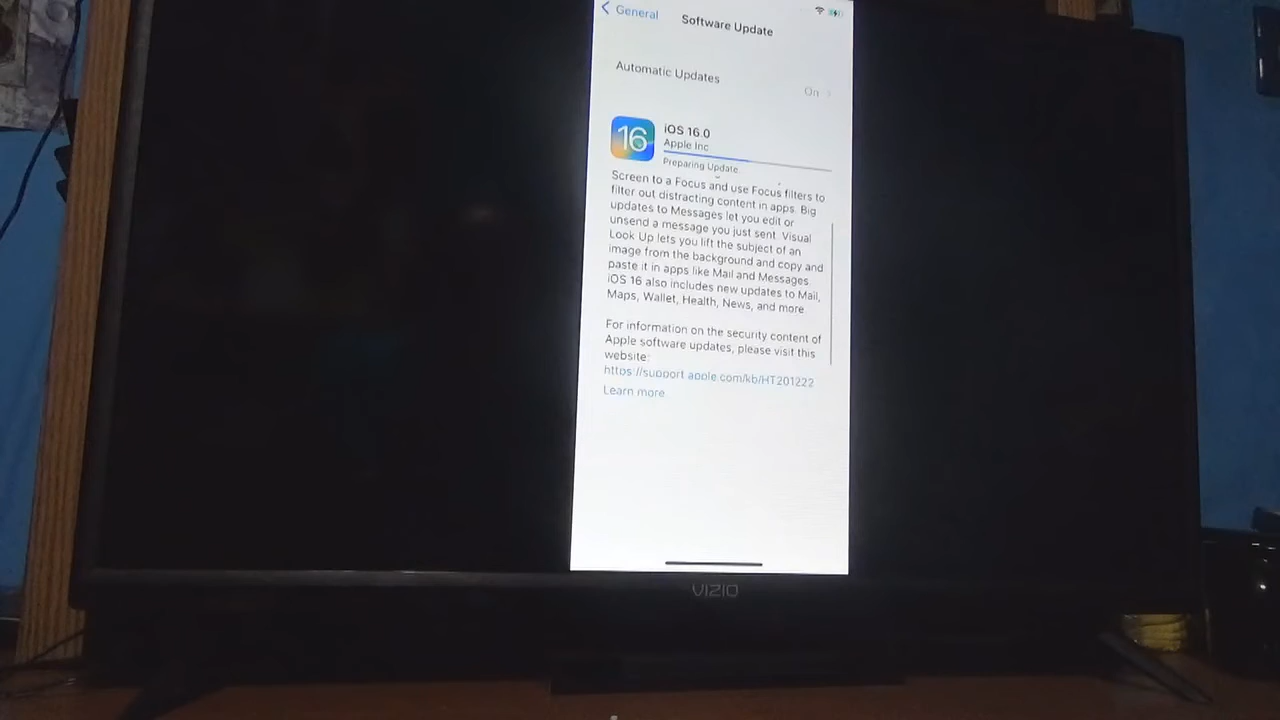 General
Software Update
Automatic Updates
On
16
iOS 16.0
Apple Inc
Preparing Update
Screen to a Focus and use Focus filters to
filter out distracting content in apps. Big
updates to Messages let you edit or
unsend a message you just sent. Visual
Look Up lets you lift the subject of an
image from the background and copy and
paste it in apps like Mail and Messages.
iOS 16 also includes new updates to Mail,
Maps, Wallet, Health, News, and more.
For information on the security content of
Apple software updates, please visit this
website:
https://support.apple.com/kb/HT201222
Learn more
VIZIO